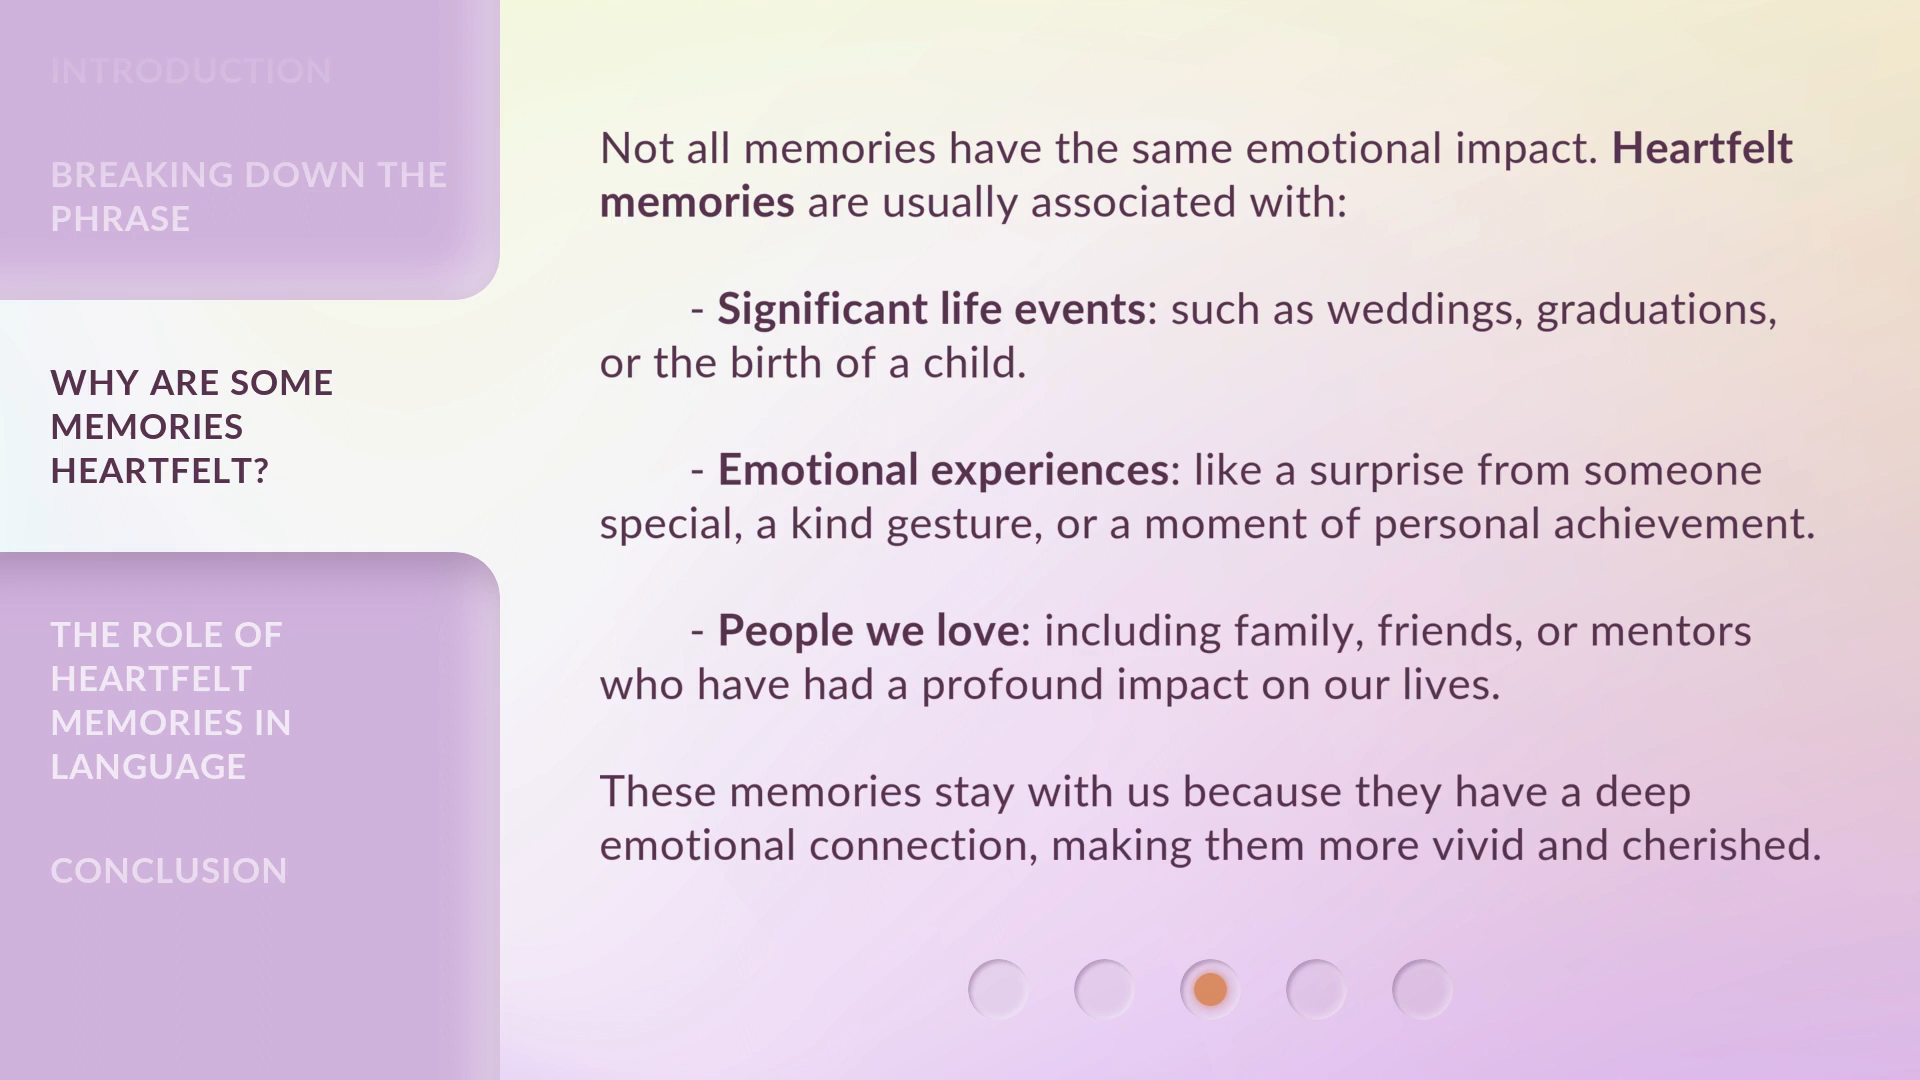 INTRODUCTION
BREAKING DOWN THE
PHRASE
WHY ARE SOME
MEMORIES
HEARTFELT?
THE ROLE OF
HEARTFELT
MEMORIES IN
LANGUAGE
CONCLUSION
Not all memories have the same emotional impact. Heartfelt
memories are usually associated with:
- Significant life events: such as weddings, graduations,
or the birth of a child.
- Emotional experiences: like a surprise from someone
special, a kind gesture, or a moment of personal achievement.
- People we love: including family, friends, or mentors
who have had a profound impact on our lives.
These memories stay with us because they have a deep
emotional connection, making them more vivid and cherished.